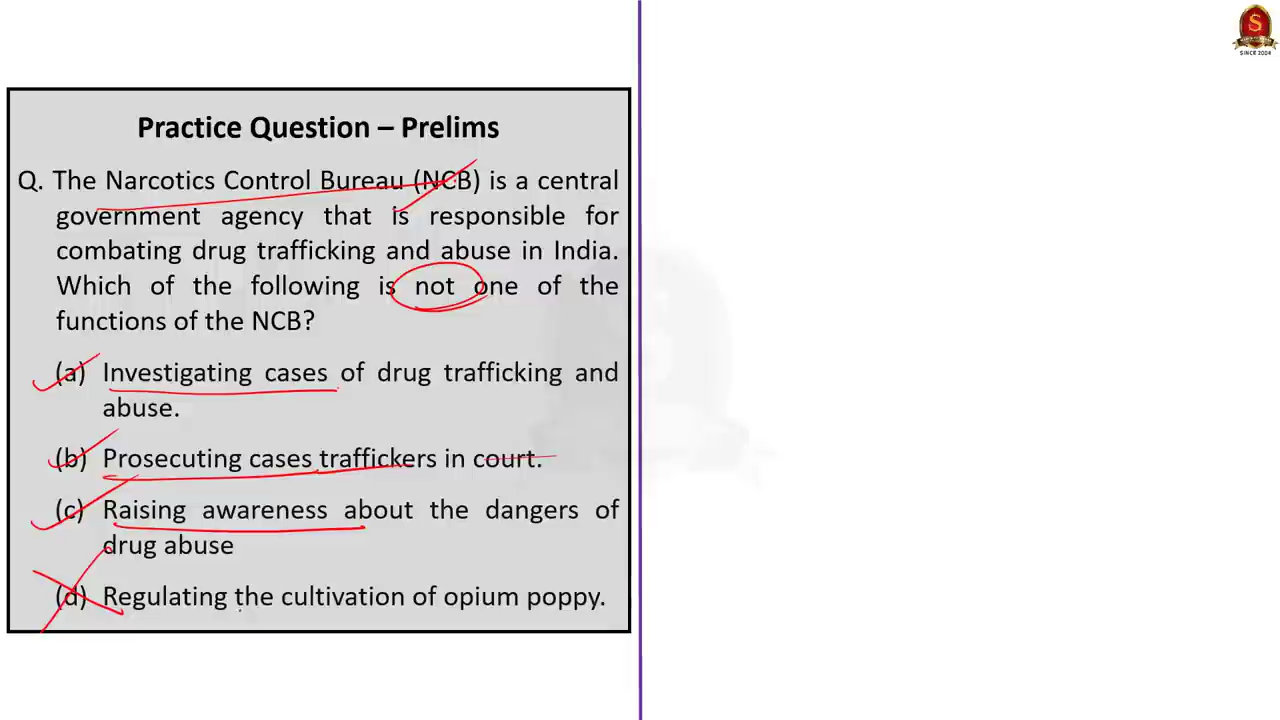 S
SINCE 2004
Practice Question – Prelims
Q. The Narcotics Control Bureau (NCB) is a central
government agency that is responsible for
combating drug trafficking and abuse in India.
Which of the following is not one of the
functions of the NCB?
(a) Investigating cases of drug trafficking and
abuse.
(b) Prosecuting cases traffickers in court.
(c) Raising awareness about the dangers of
drug abuse
(d) Regulating the cultivation of opium poppy.